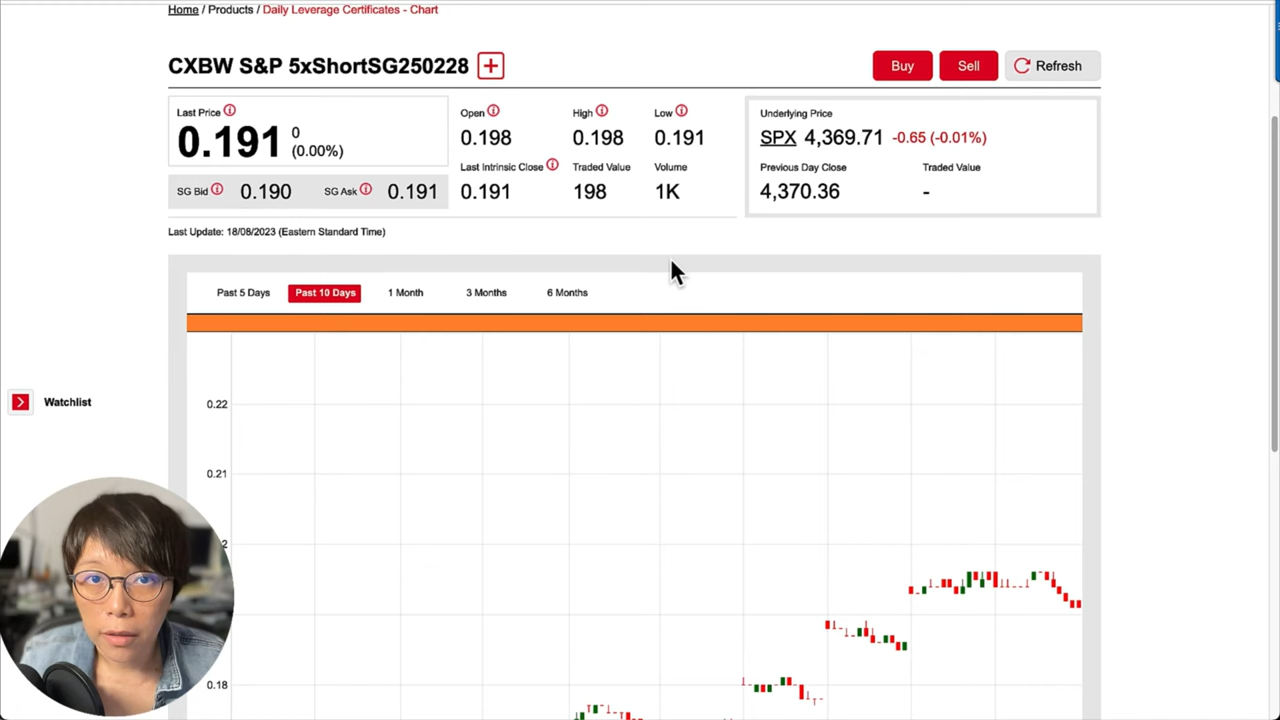 Home / Products / Daily Leverage Certificates - Chart
CXBW S&P 5xShortSG250228
Buy
Sell
Refresh
Last Price
0.191
0
(0.00%)
SG Bid 0.190 SG Ask 0.191
Open
0.198
High
0.198
Low
0.191
Last Intrinsic Close
0.191
Traded Value
198
Volume
1K
Underlying Price
SPX 4,369.71 -0.65 (-0.01%)
Previous Day Close
4,370.36
Traded Value
-
Last Update: 18/08/2023 (Eastern Standard Time)
Past 5 Days Past 10 Days 1 Month 3 Months 6 Months
Watchlist
0.22
0.21
2
0.18